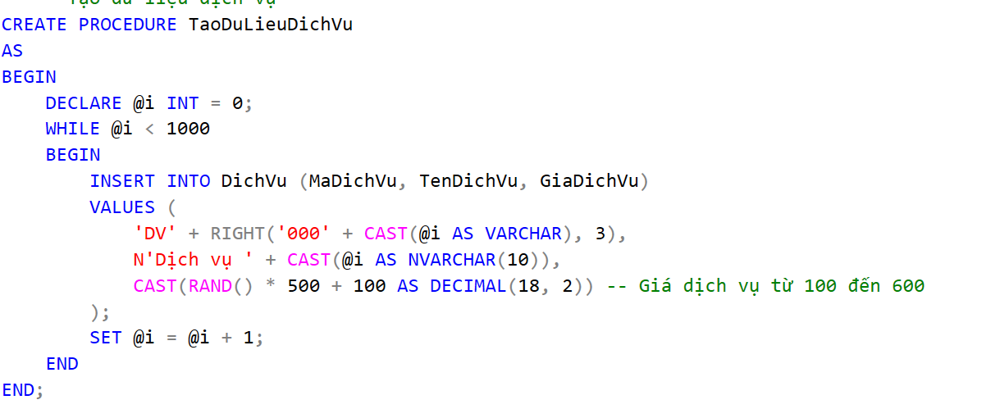 Tạo dữ liệu dịch vụ
CREATE PROCEDURE TaoDuLieuDichVu
AS
BEGIN
    DECLARE @i INT = 0;
    WHILE @i < 1000
    BEGIN
        INSERT INTO DichVu (MaDichVu, TenDichVu, GiaDichVu)
        VALUES (
            'DV' + RIGHT('000' + CAST(@i AS VARCHAR), 3),
            N'Dịch vụ ' + CAST(@i AS NVARCHAR(10)),
            CAST(RAND() * 500 + 100 AS DECIMAL(18, 2)) -- Giá dịch vụ từ 100 đến 600
        );
        SET @i = @i + 1;
    END
END;